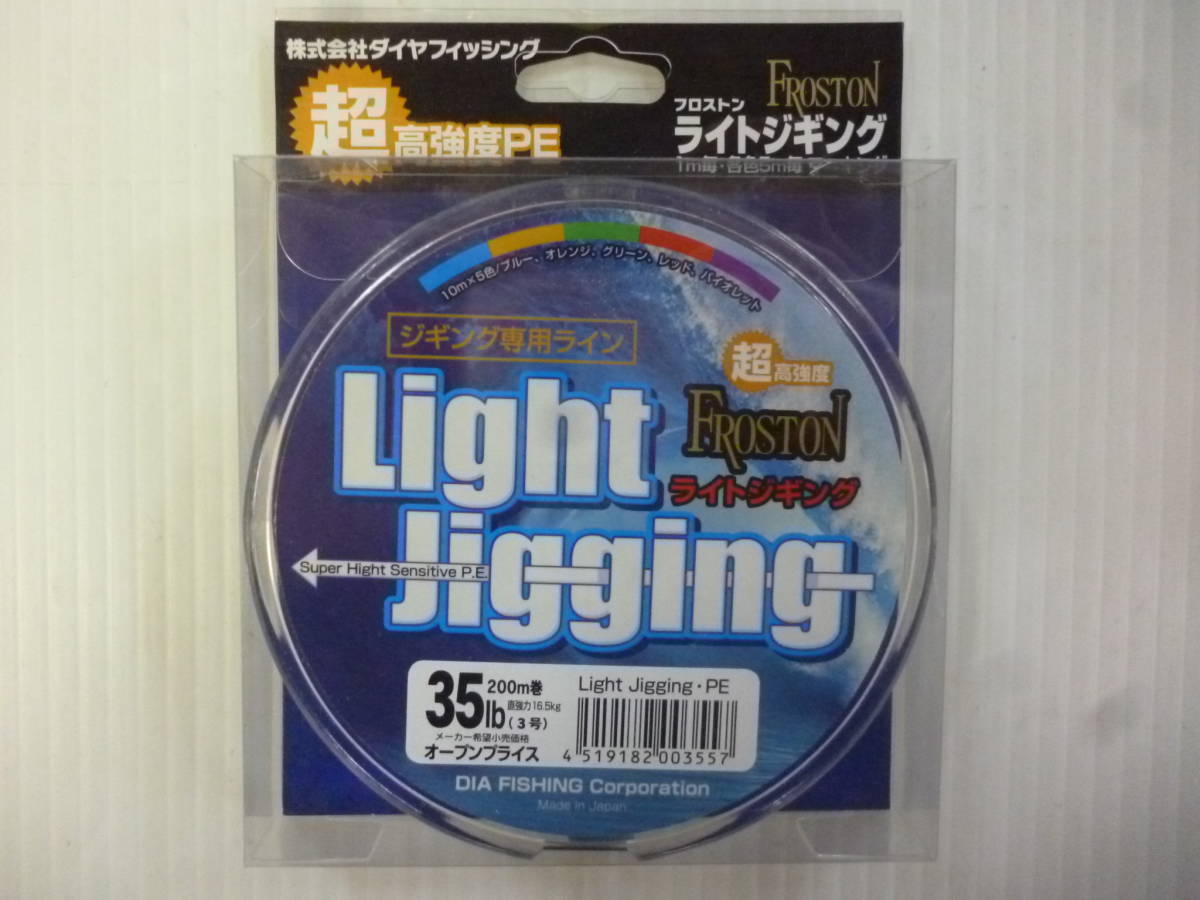 株式会社ダイヤフィッシング
超高強度PE
FROSTON
フロストン
ライトジギング
1m毎・各色5m毎
10m×5色/ブルー、オレンジ、グリーン、レッド、バイオレット
ジギング専用ライン
超高強度
Light
FROSTON
ライトジギング
Jigging
Super Hight Sensitive P.E.
35lb
200m巻
直強力16.5kg
(3号)
メーカー希望小売価格
オープンプライス
Light Jigging・PE
4 519182 003557
DIA FISHING Corporation
Made in Japan